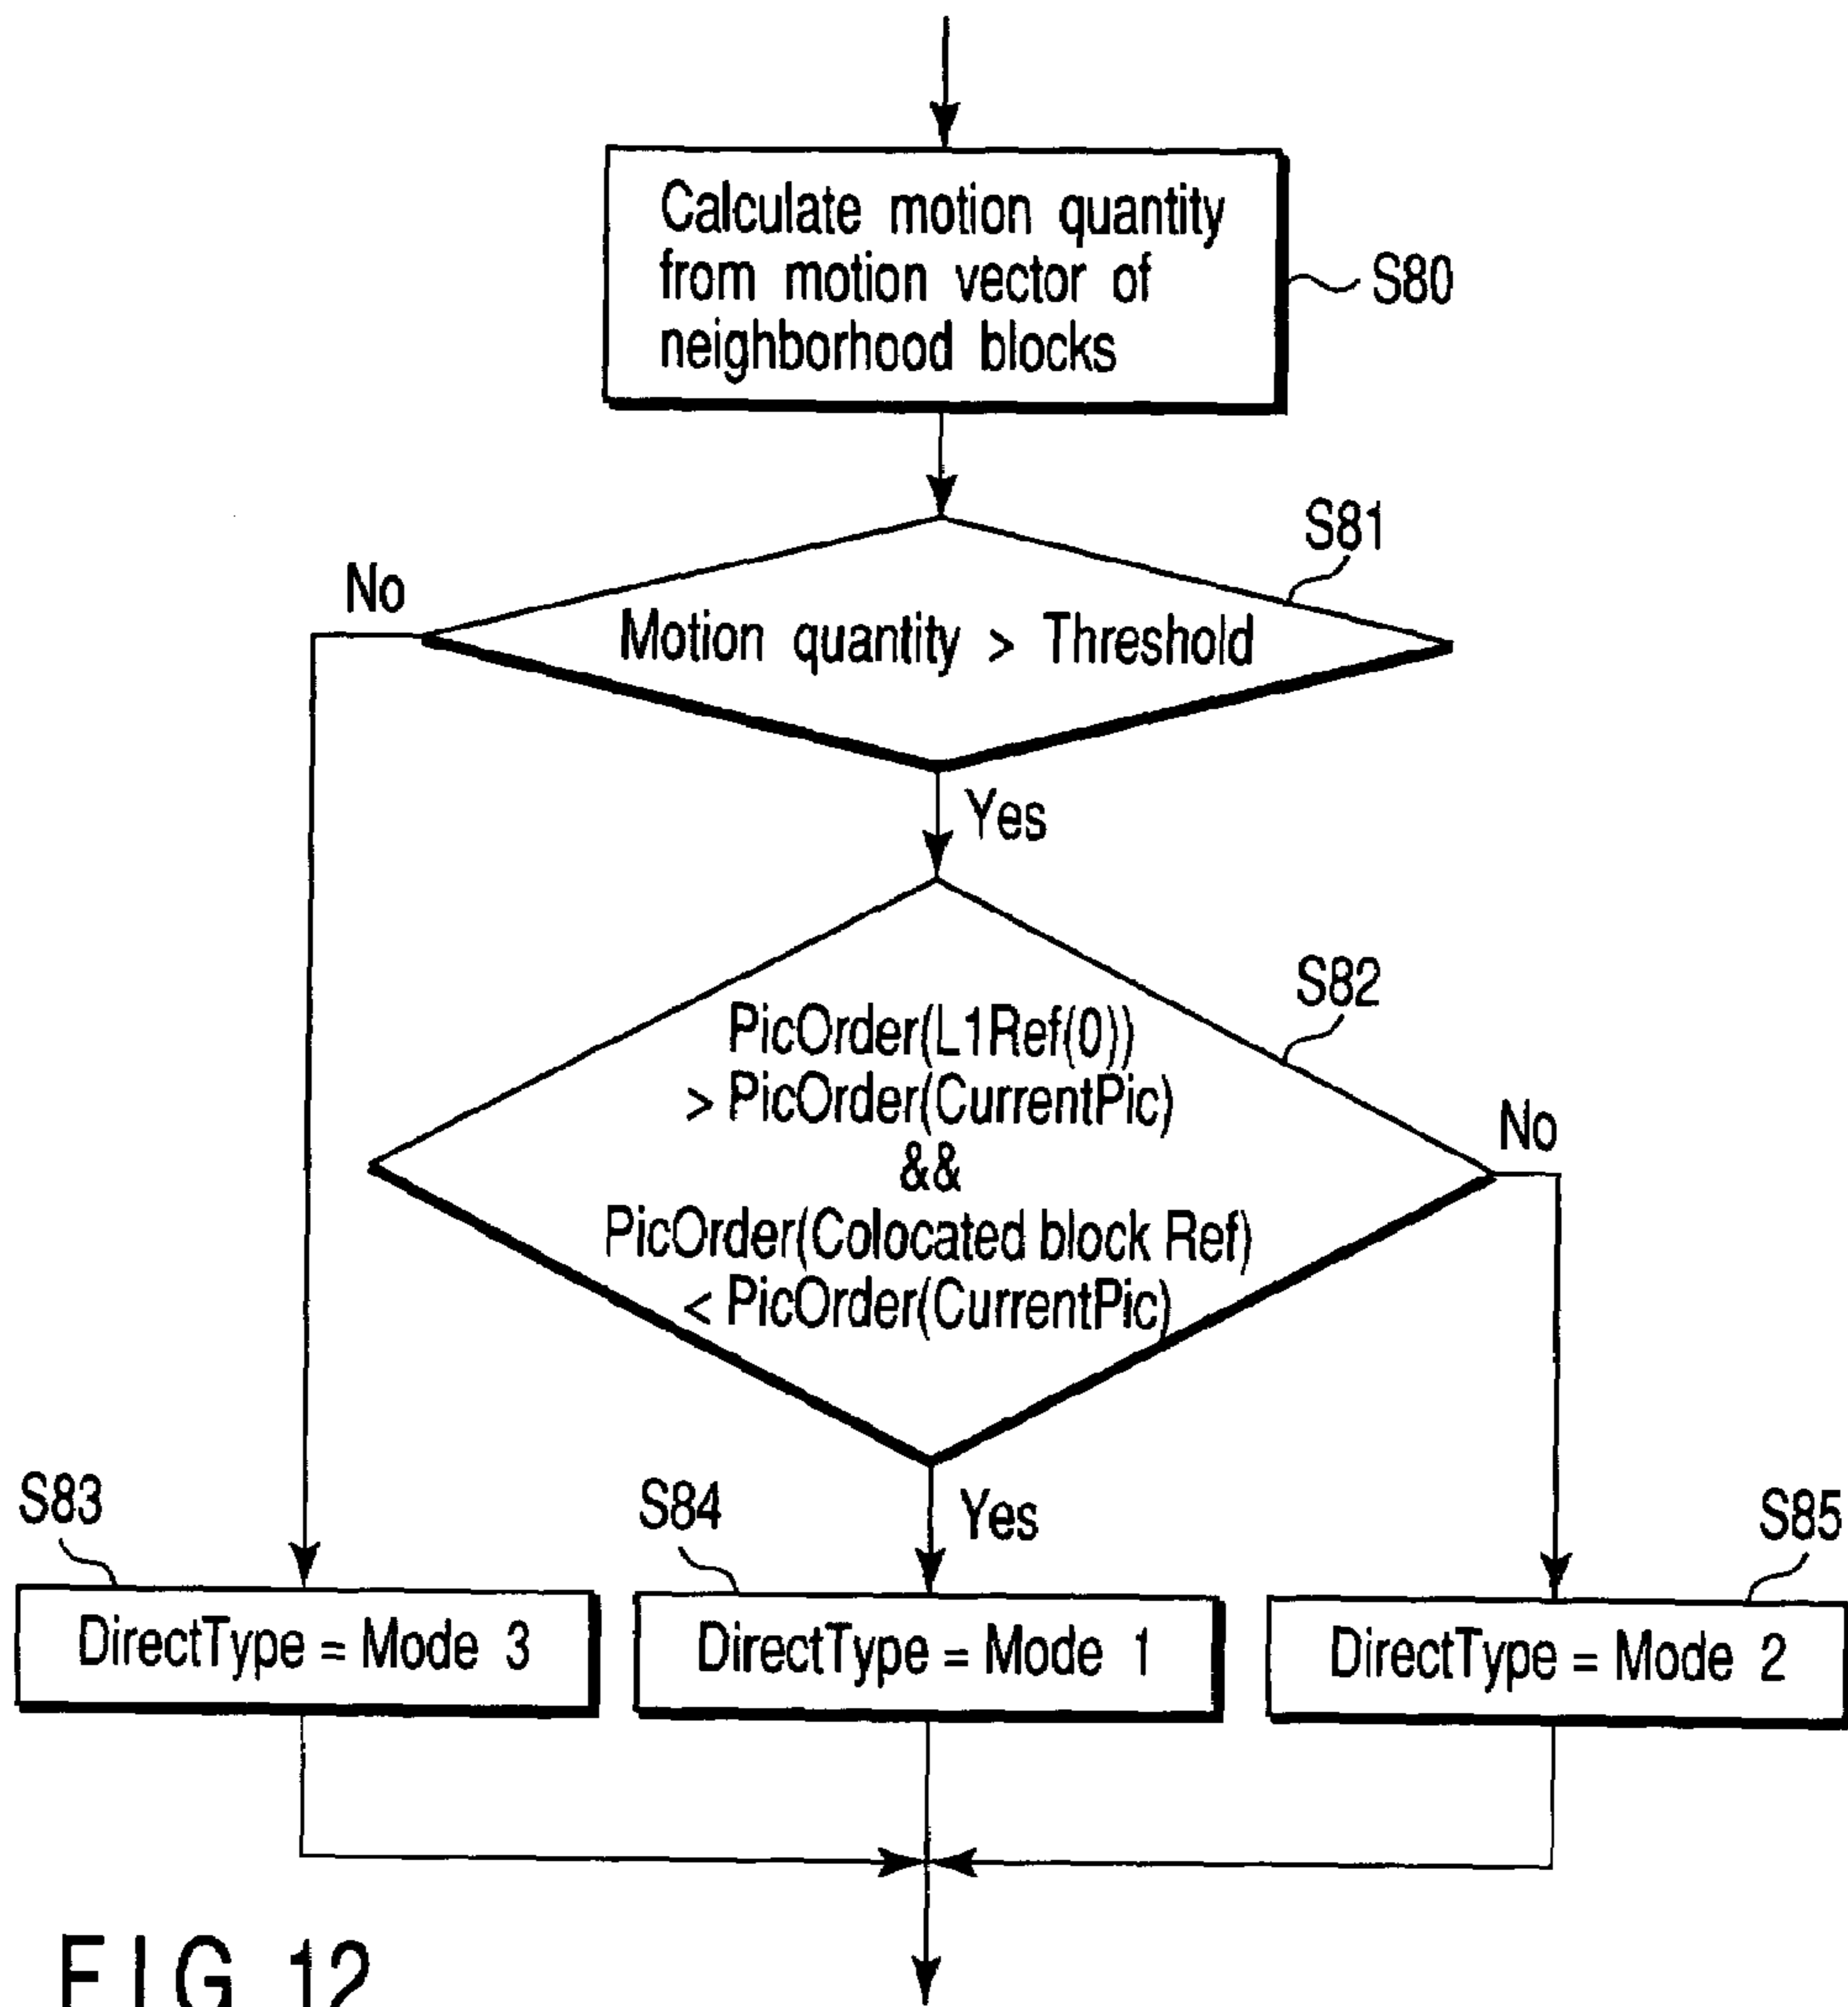 Calculate motion quantity
from motion vector of
neighborhood blocks
S80
S81
No
Motion quantity > Threshold
Yes
S82
PicOrder(L1Ref(0))
> PicOrder(CurrentPic)
&&
PicOrder(Colocated block Ref)
< PicOrder(CurrentPic)
No
S83
S84
Yes
S85
DirectType = Mode 3
DirectType = Mode 1
DirectType = Mode 2
FIG 12